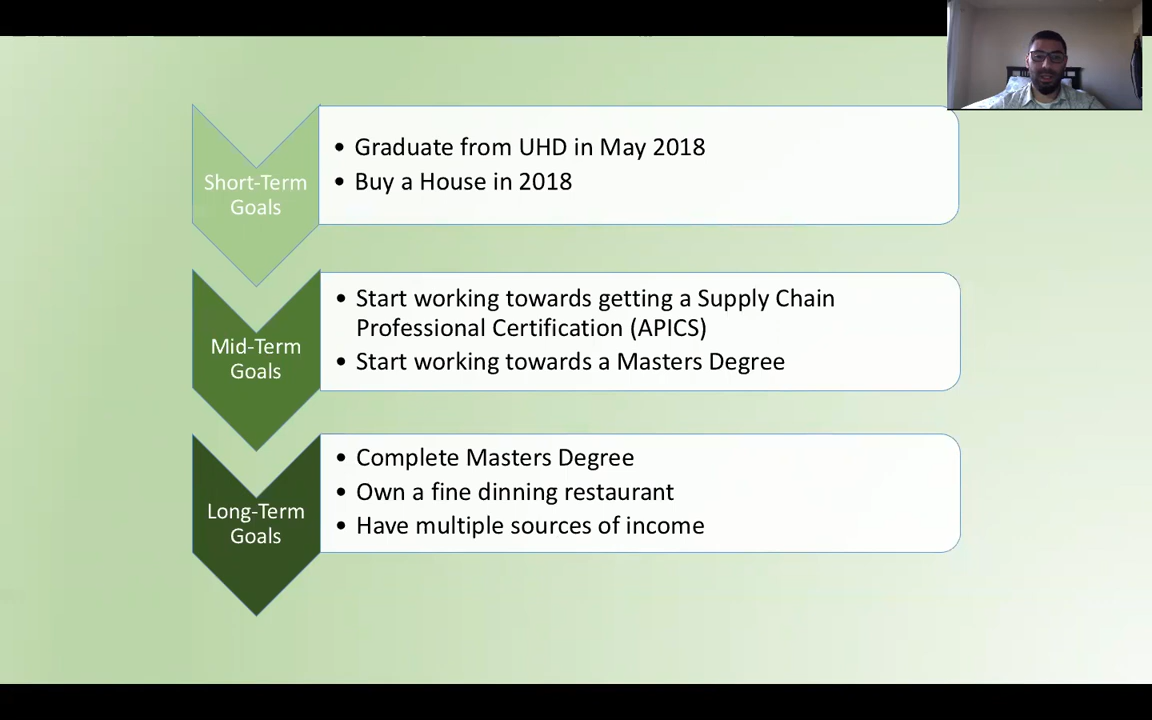 Short-Term
Goals
• Graduate from UHD in May 2018
• Buy a House in 2018
Mid-Term
Goals
• Start working towards getting a Supply Chain
Professional Certification (APICS)
• Start working towards a Masters Degree
Long-Term
Goals
• Complete Masters Degree
• Own a fine dinning restaurant
• Have multiple sources of income